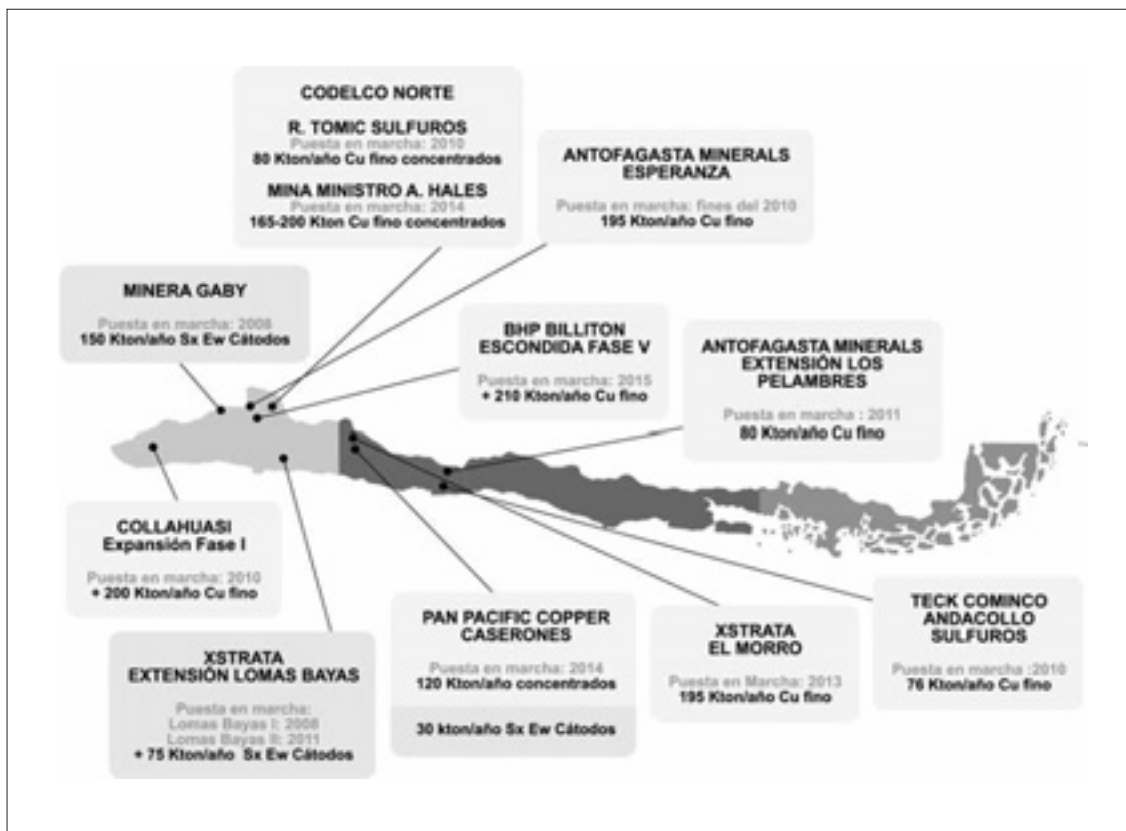 CODELCO NORTE
R. TOMIC SULFUROS
Puesta en marcha: 2010
80 Kton/año Cu fino concentrados
MINA MINISTRO A. HALES
Puesta en marcha: 2014
165-200 Kton Cu fino concentrados
ANTOFAGASTA MINERALS
ESPERANZA
Puesta en marcha: fines del 2010
195 Kton/año Cu fino
MINERA GABY
Puesta en marcha: 2008
150 Kton/año Sx Ew Cátodos
BHP BILLITON
ESCONDIDA FASE V
Puesta en marcha: 2015
+ 210 Kton/año Cu fino
ANTOFAGASTA MINERALS
EXTENSIÓN LOS
PELAMBRES
Puesta en marcha : 2011
80 Kton/año Cu fino
COLLAHUASI
Expansión Fase I
Puesta en marcha: 2010
+ 200 Kton/año Cu fino
XSTRATA
EXTENSIÓN LOMAS BAYAS
Puesta en marcha:
Lomas Bayas I: 2008
Lomas Bayas II: 2011
+ 75 Kton/año Sx Ew Cátodos
PAN PACIFIC COPPER
CASERONES
Puesta en marcha: 2014
120 Kton/año concentrados
30 kton/año Sx Ew Cátodos
XSTRATA
EL MORRO
Puesta en Marcha: 2013
195 Kton/año Cu fino
TECK COMINCO
ANDACOLLO
SULFUROS
Puesta en marcha :2010
76 Kton/año Cu fino